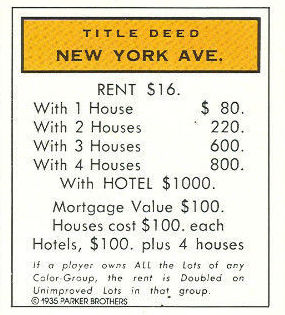 TITLE DEED
NEW YORK AVE.
RENT $16.
With 1 House $ 80.
With 2 Houses 220.
With 3 Houses 600.
With 4 Houses 800.
With HOTEL $1000.
Mortgage Value $100.
Houses cost $100. each
Hotels, $100. plus 4 houses
If a player owns ALL the Lots of any
Color-Group, the rent is Doubled on
Unimproved Lots in that group.
© 1935 PARKER BROTHERS